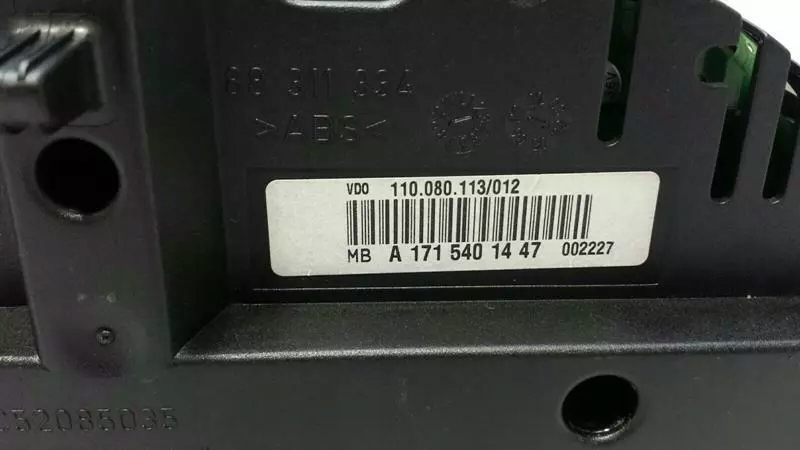 68 311 334
>ABS<
VDO 110.080.113/012
MB A 171 540 14 47 002227
C52085035